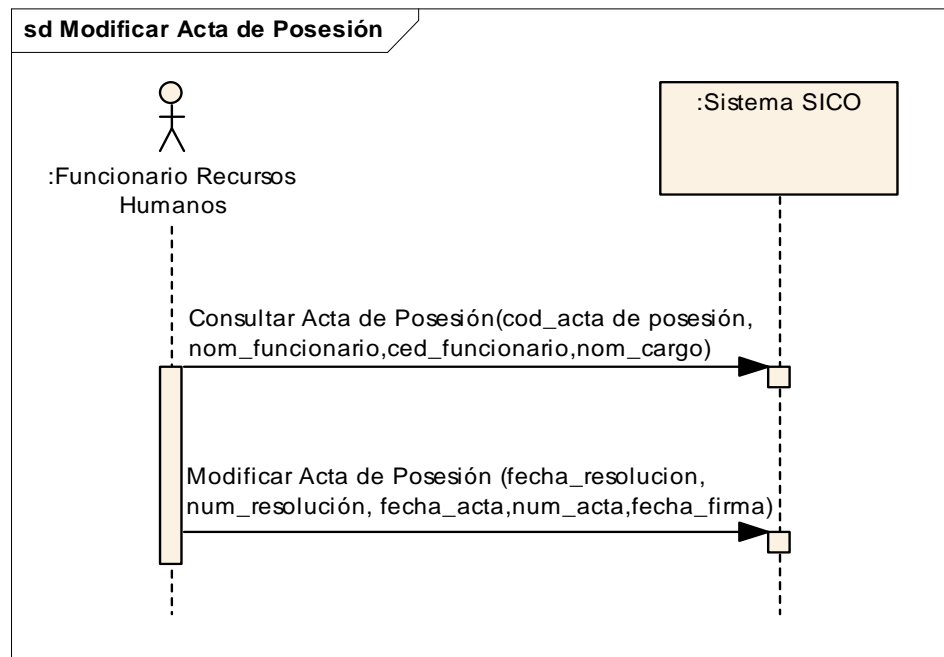 sd Modificar Acta de Posesión
:Sistema SICO
:Funcionario Recursos
Humanos
Consultar Acta de Posesión(cod_acta de posesión,
nom_funcionario,ced_funcionario,nom_cargo)
Modificar Acta de Posesión (fecha_resolucion,
num_resolución, fecha_acta,num_acta,fecha_firma)